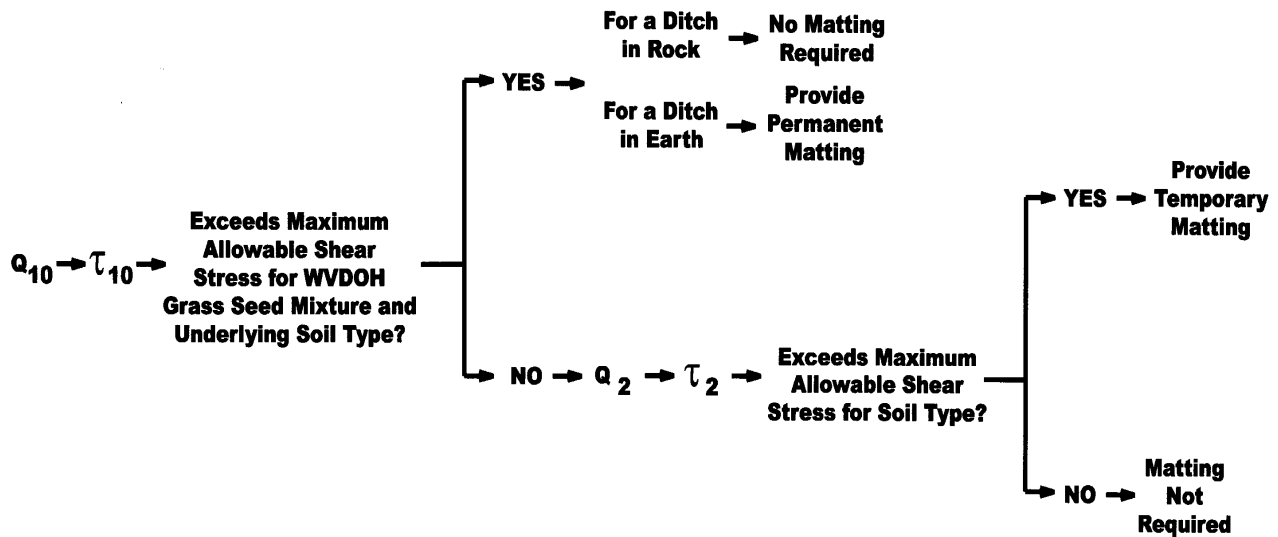 For a Ditch
in Rock
No Matting
Required
YES
For a Ditch
in Earth
Provide
Permanent
Matting
Q10
τ10
Exceeds Maximum
Allowable Shear
Stress for WVDOH
Grass Seed Mixture and
Underlying Soil Type?
NO
Q2
τ2
Exceeds Maximum
Allowable Shear
Stress for Soil Type?
YES
Provide
Temporary
Matting
NO
Matting
Not
Required